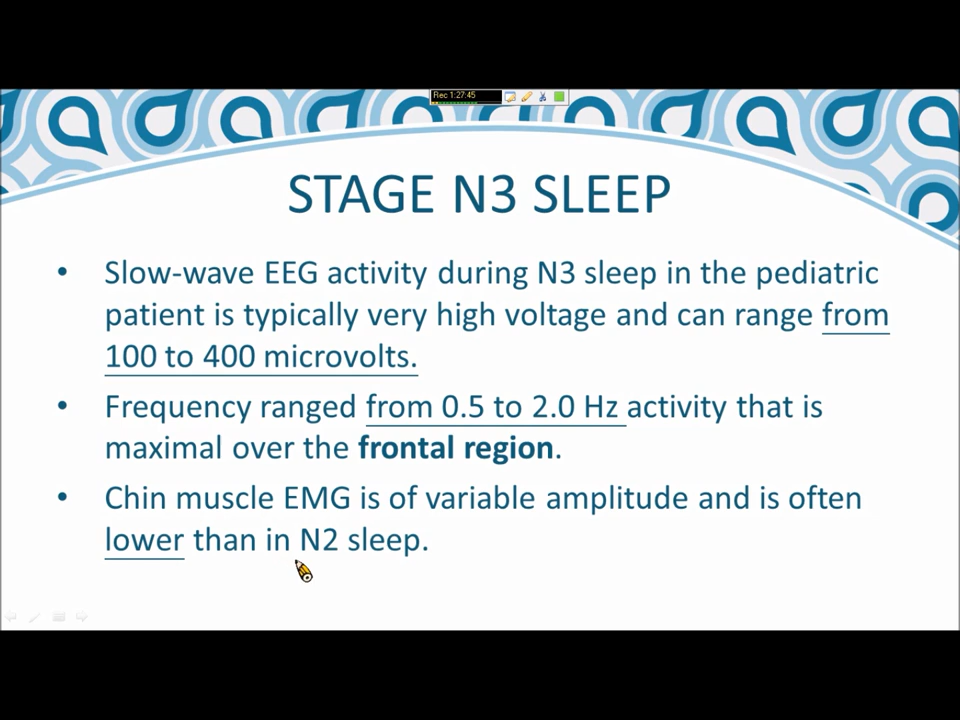 Rec 1:27:45
STAGE N3 SLEEP
• Slow-wave EEG activity during N3 sleep in the pediatric
patient is typically very high voltage and can range from
100 to 400 microvolts.
• Frequency ranged from 0.5 to 2.0 Hz activity that is
maximal over the frontal region.
• Chin muscle EMG is of variable amplitude and is often
lower than in N2 sleep.